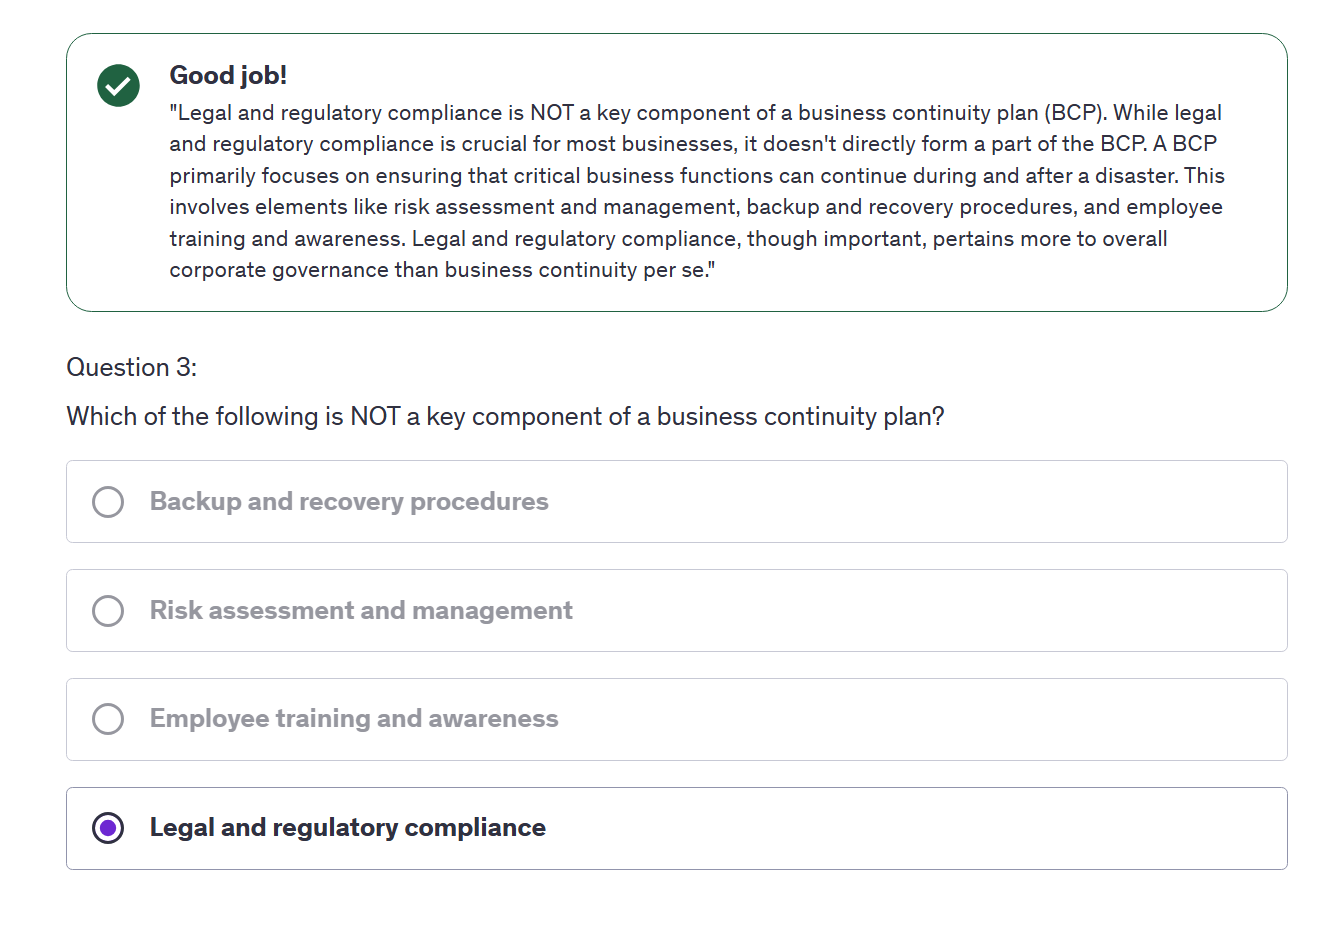 Good job!
"Legal and regulatory compliance is NOT a key component of a business continuity plan (BCP). While legal
and regulatory compliance is crucial for most businesses, it doesn't directly form a part of the BCP. A BCP
primarily focuses on ensuring that critical business functions can continue during and after a disaster. This
involves elements like risk assessment and management, backup and recovery procedures, and employee
training and awareness. Legal and regulatory compliance, though important, pertains more to overall
corporate governance than business continuity per se."
Question 3:
Which of the following is NOT a key component of a business continuity plan?
Backup and recovery procedures
Risk assessment and management
Employee training and awareness
Legal and regulatory compliance